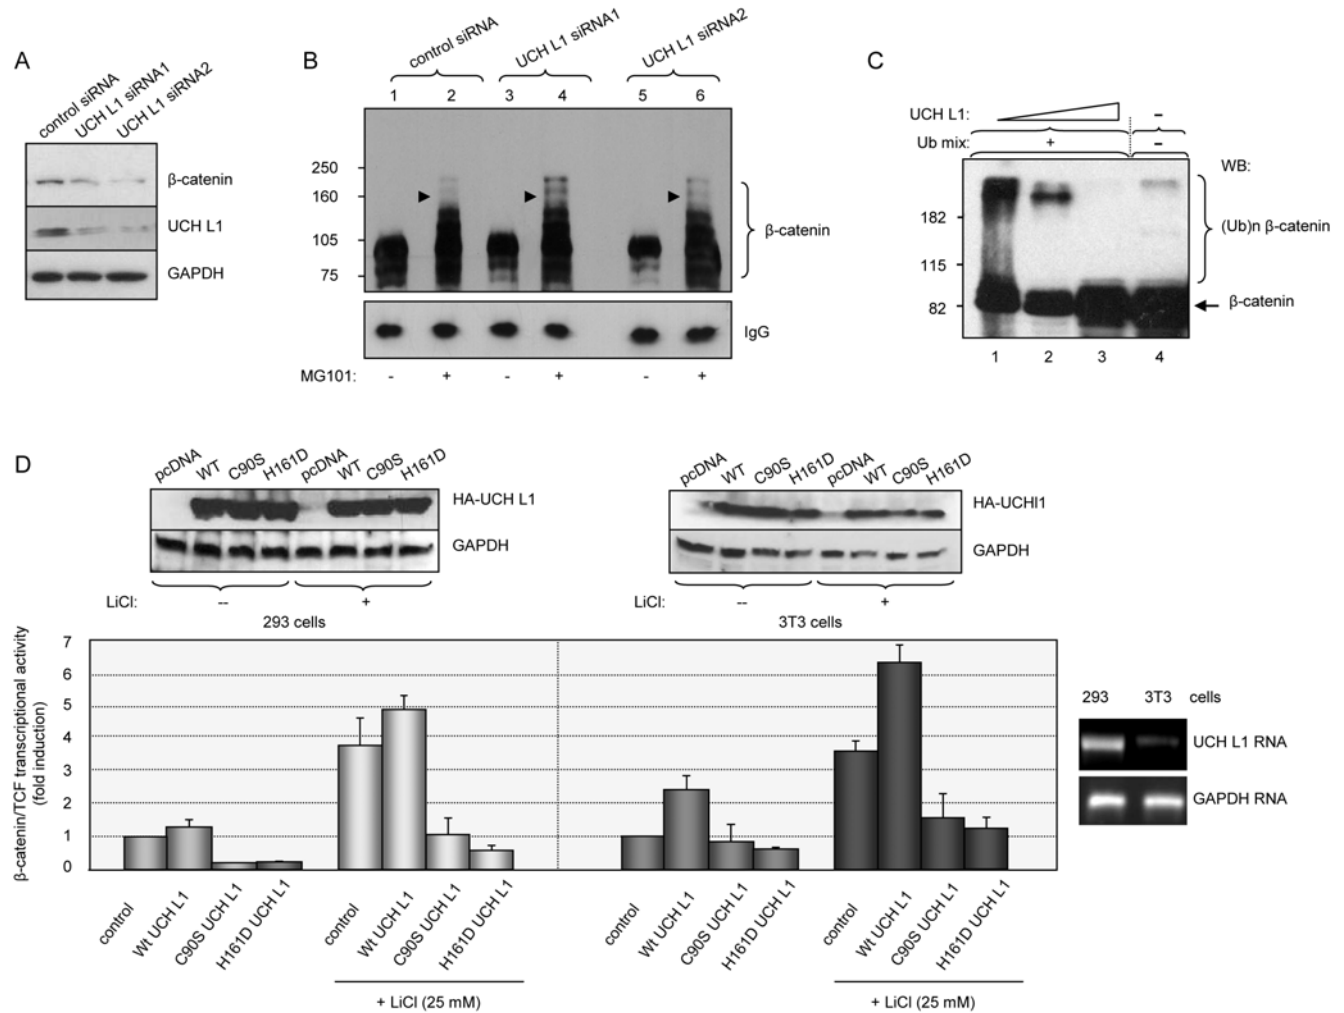 A
control siRNA
UCH L1 siRNA1
UCH L1 siRNA2
β-catenin
UCH L1
GAPDH
B
control siRNA
UCH L1 siRNA1
UCH L1 siRNA2
1 2 3 4 5 6
250
160
105
75
β-catenin
IgG
MG101: - + - + - +
C
UCH L1: –
Ub mix: + –
WB:
182
115
82
(Ub)n β-catenin
β-catenin
1 2 3 4
D
pcDNA WT C90S H161D pcDNA WT C90S H161D
HA-UCH L1
GAPDH
LiCl: -- +
293 cells
pcDNA WT C90S H161D pcDNA WT C90S H161D
HA-UCHl1
GAPDH
LiCl: -- +
3T3 cells
β-catenin/TCF transcriptional activity
(fold induction)
7
6
5
4
3
2
1
0
control
Wt UCH L1
C90S UCH L1
H161D UCH L1
control
Wt UCH L1
C90S UCH L1
H161D UCH L1
+ LiCl (25 mM)
control
Wt UCH L1
C90S UCH L1
H161D UCH L1
control
Wt UCH L1
C90S UCH L1
H161D UCH L1
+ LiCl (25 mM)
293 3T3 cells
UCH L1 RNA
GAPDH RNA